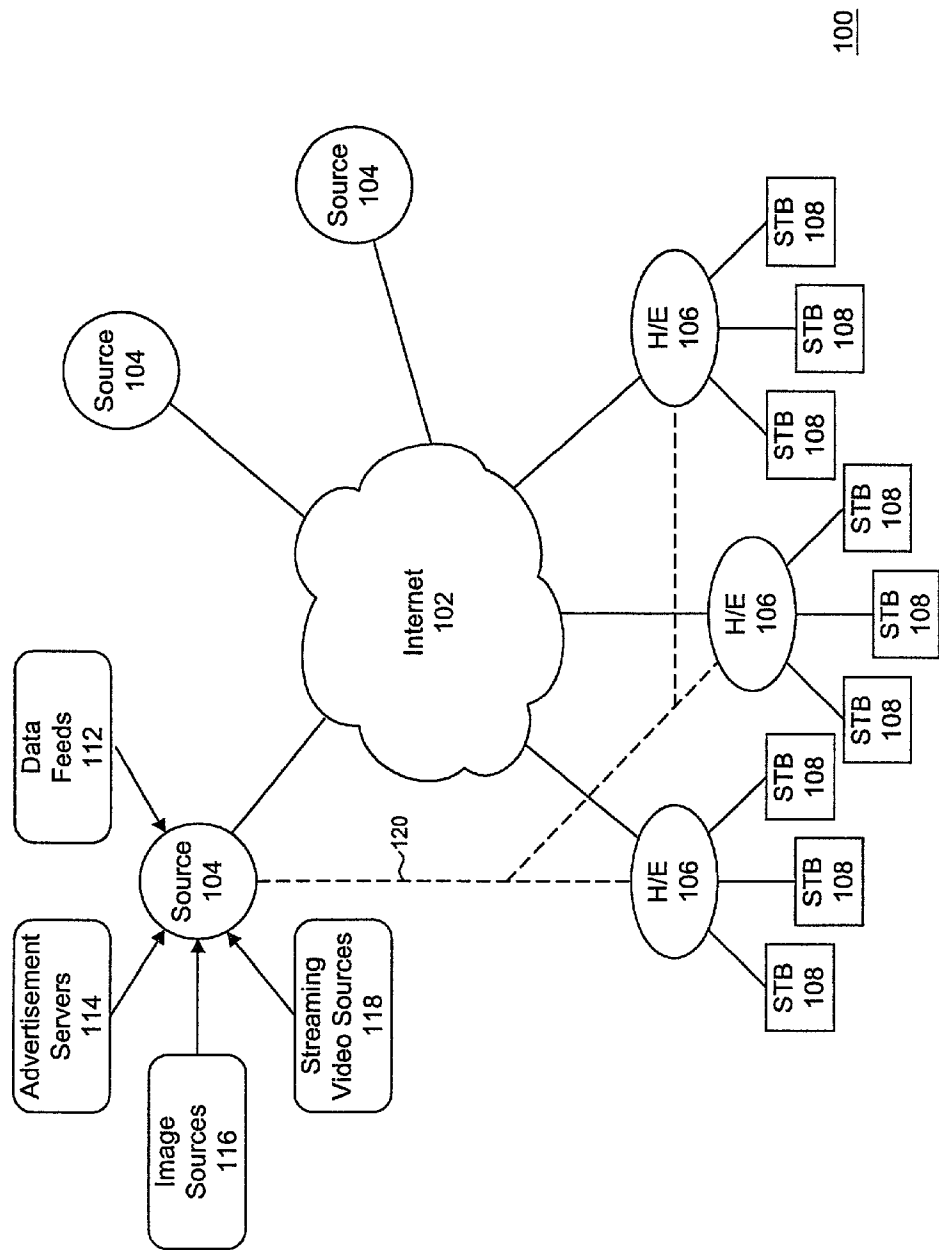 Data
Feeds
112
Advertisement
Servers
114
Image
Sources
116
Streaming
Video Sources
118
Source
104
Source
104
Source
104
120
Internet
102
H/E
106
H/E
106
H/E
106
STB
108
STB
108
STB
108
STB
108
STB
108
STB
108
STB
108
STB
108
STB
108
100